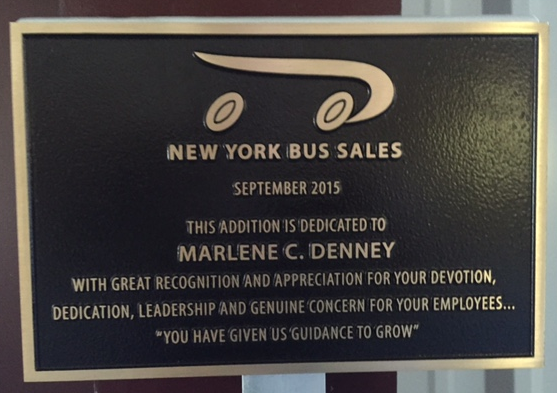 NEW YORK BUS SALES
SEPTEMBER 2015
THIS ADDITION IS DEDICATED TO
MARLENE C. DENNEY
WITH GREAT RECOGNITION AND APPRECIATION FOR YOUR DEVOTION,
DEDICATION, LEADERSHIP AND GENUINE CONCERN FOR YOUR EMPLOYEES...
"YOU HAVE GIVEN US GUIDANCE TO GROW"